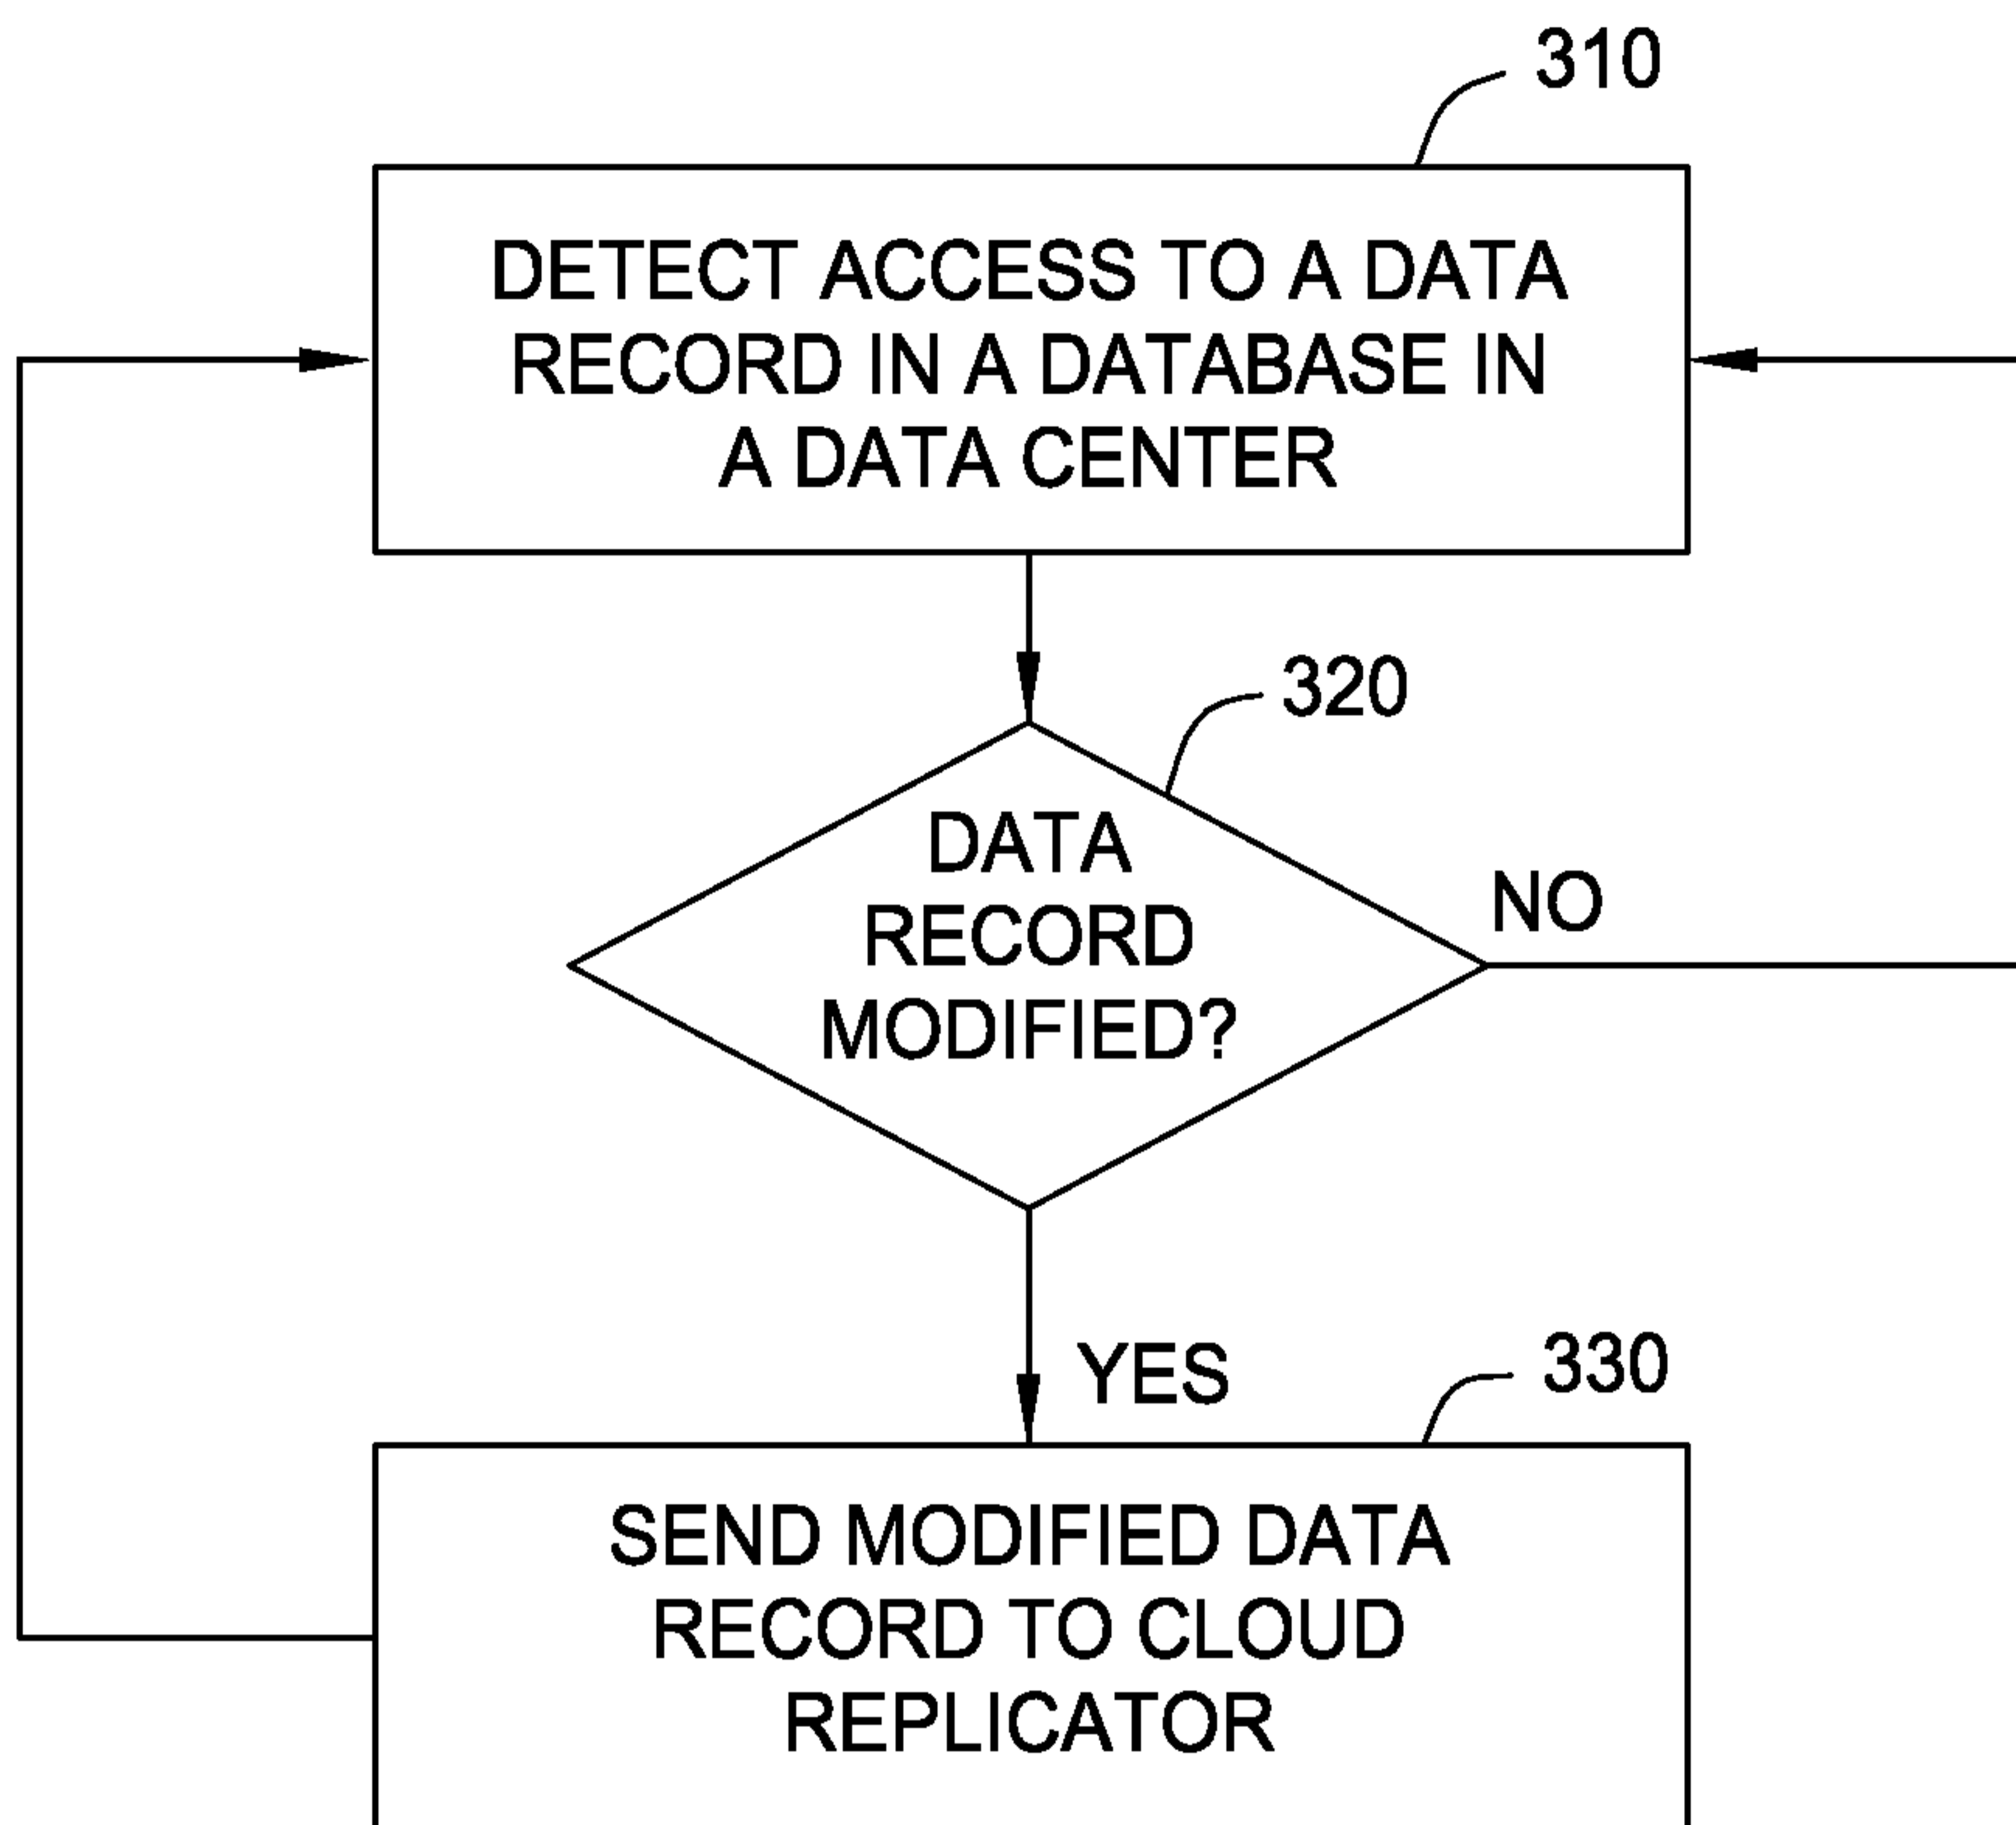 310
DETECT ACCESS TO A DATA
RECORD IN A DATABASE IN
A DATA CENTER
320
DATA
RECORD
MODIFIED?
NO
YES
330
SEND MODIFIED DATA
RECORD TO CLOUD
REPLICATOR